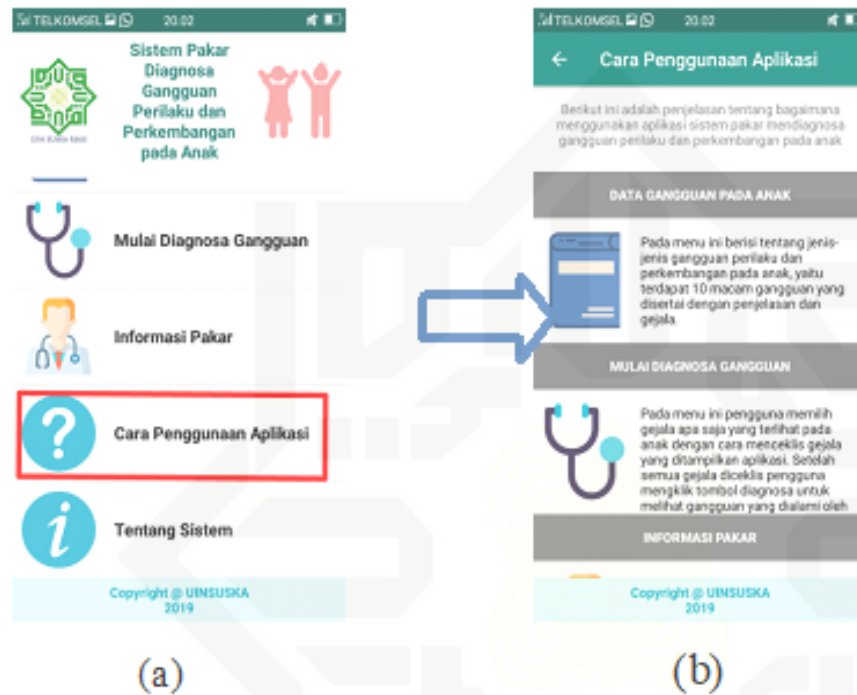 TELKOMSEL 20.02
Sistem Pakar
Diagnosa
Gangguan
Perilaku dan
Perkembangan
pada Anak
UIN SUSKA RIAU
Mulai Diagnosa Gangguan
Informasi Pakar
?
Cara Penggunaan Aplikasi
i
Tentang Sistem
Copyright @ UINSUSKA
2019
(a)
TELKOMSEL 20.02
Cara Penggunaan Aplikasi
Berikut ini adalah penjelasan tentang bagaimana
menggunakan aplikasi sistem pakar mendiagnosa
gangguan perilaku dan perkembangan pada anak
DATA GANGGUAN PADA ANAK
Pada menu ini berisi tentang jenis-
jenis gangguan perilaku dan
perkembangan pada anak, yaitu
terdapat 10 macam gangguan yang
disertai dengan penjelasan dan
gejala.
MULAI DIAGNOSA GANGGUAN
Pada menu ini pengguna memilih
gejala apa saja yang terlihat pada
anak dengan cara menceklis gejala
yang ditampilkan aplikasi. Setelah
semua gejala diceklis pengguna
mengklik tombol diagnosa untuk
melihat gangguan yang dialami oleh
INFORMASI PAKAR
Copyright @ UINSUSKA
2019
(b)